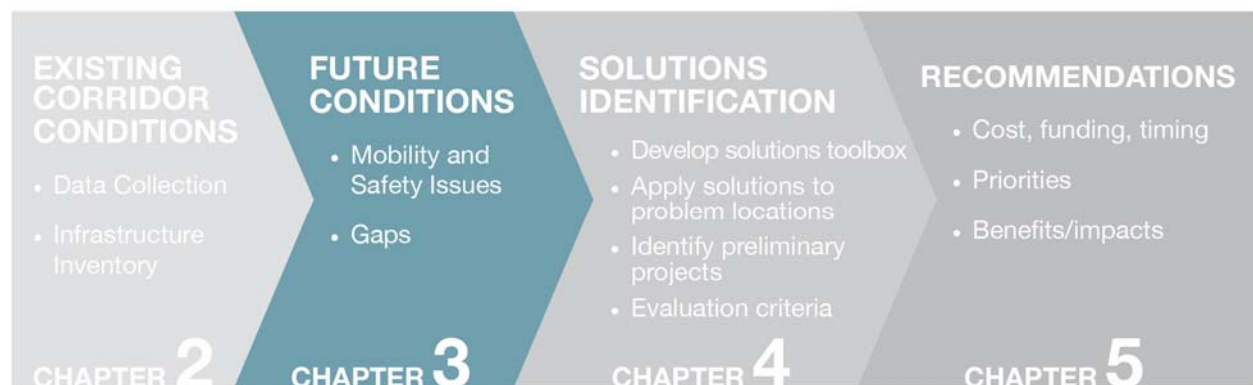 EXISTING
CORRIDOR
CONDITIONS
• Data Collection
• Infrastructure
Inventory
CHAPTER 2
FUTURE
CONDITIONS
• Mobility and
Safety Issues
• Gaps
CHAPTER 3
SOLUTIONS
IDENTIFICATION
• Develop solutions toolbox
• Apply solutions to
problem locations
• Identify preliminary
projects
• Evaluation criteria
CHAPTER 4
RECOMMENDATIONS
• Cost, funding, timing
• Priorities
• Benefits/impacts
CHAPTER 5